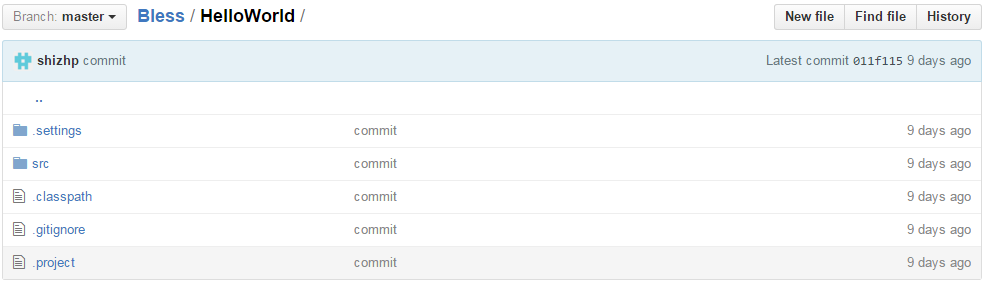 Branch: master Bless / HelloWorld / New file Find file History
shizhp commit Latest commit 011f115 9 days ago
..
.settings commit 9 days ago
src commit 9 days ago
.classpath commit 9 days ago
.gitignore commit 9 days ago
.project commit 9 days ago